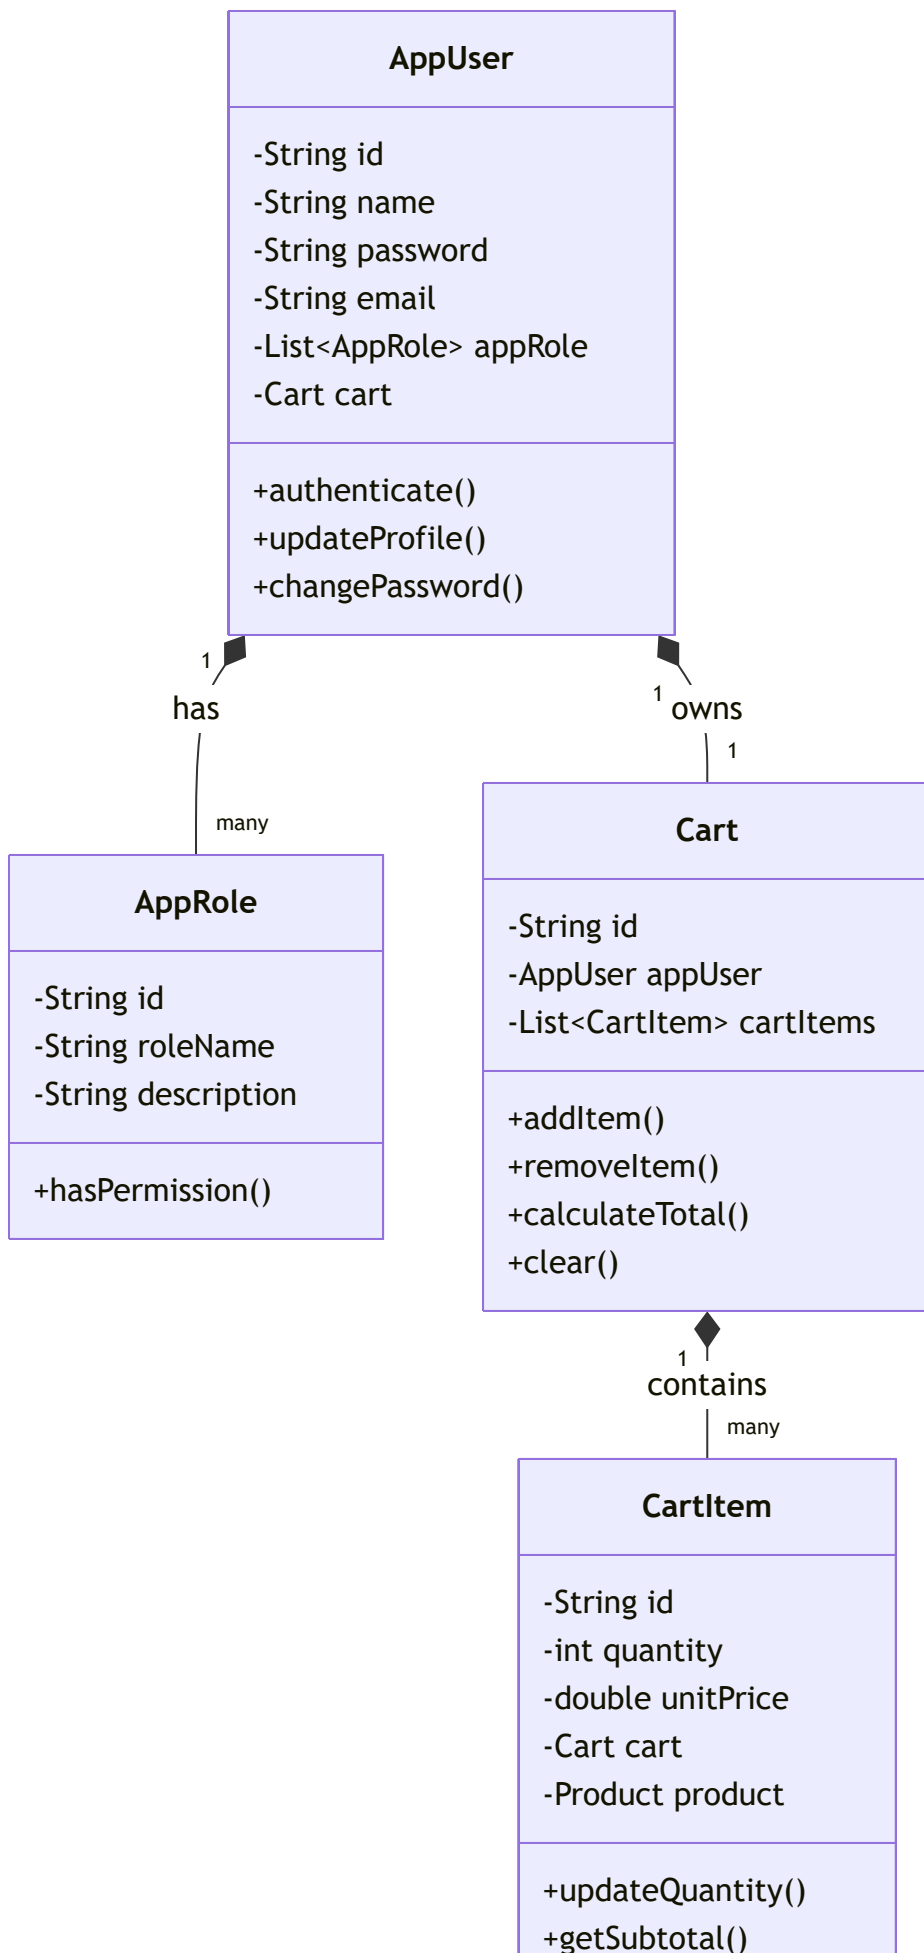 AppUser
-String id
-String name
-String password
-String email
-List<AppRole> appRole
-Cart cart
+authenticate()
+updateProfile()
+changePassword()
1
has
many
1
owns
1
AppRole
-String id
-String roleName
-String description
+hasPermission()
Cart
-String id
-AppUser appUser
-List<CartItem> cartItems
+addItem()
+removeItem()
+calculateTotal()
+clear()
1
contains
many
CartItem
-String id
-int quantity
-double unitPrice
-Cart cart
-Product product
+updateQuantity()
+getSubtotal()